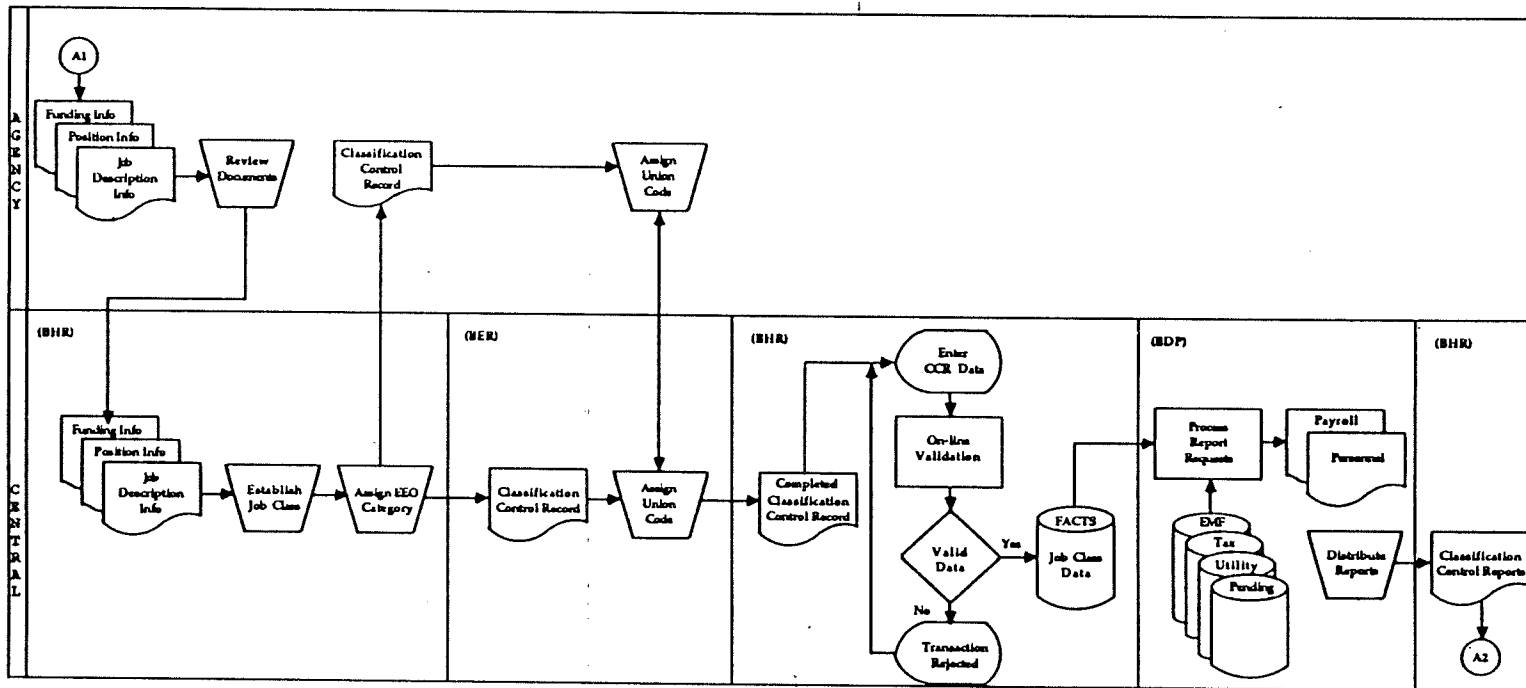 AGENCY
A1
Funding Info
Position Info
Job
Description
Info
Review
Documents
Classification
Control
Record
Assign
Union
Code
CENTRAL
(BHR)
Funding Info
Position Info
Job
Description
Info
Establish
Job Class
Assign EEO
Category
(BER)
Classification
Control Record
Assign
Union
Code
(BHR)
Completed
Classification
Control Record
Enter
CCR Data
On-line
Validation
Valid
Data
Yes
No
Transaction
Rejected
FACTS
Job Class
Data
(BDP)
Process
Report
Requests
Payroll
Personnel
EMF
Tax
Utility
Pending
Distribute
Reports
(BHR)
Classification
Control Reports
A2